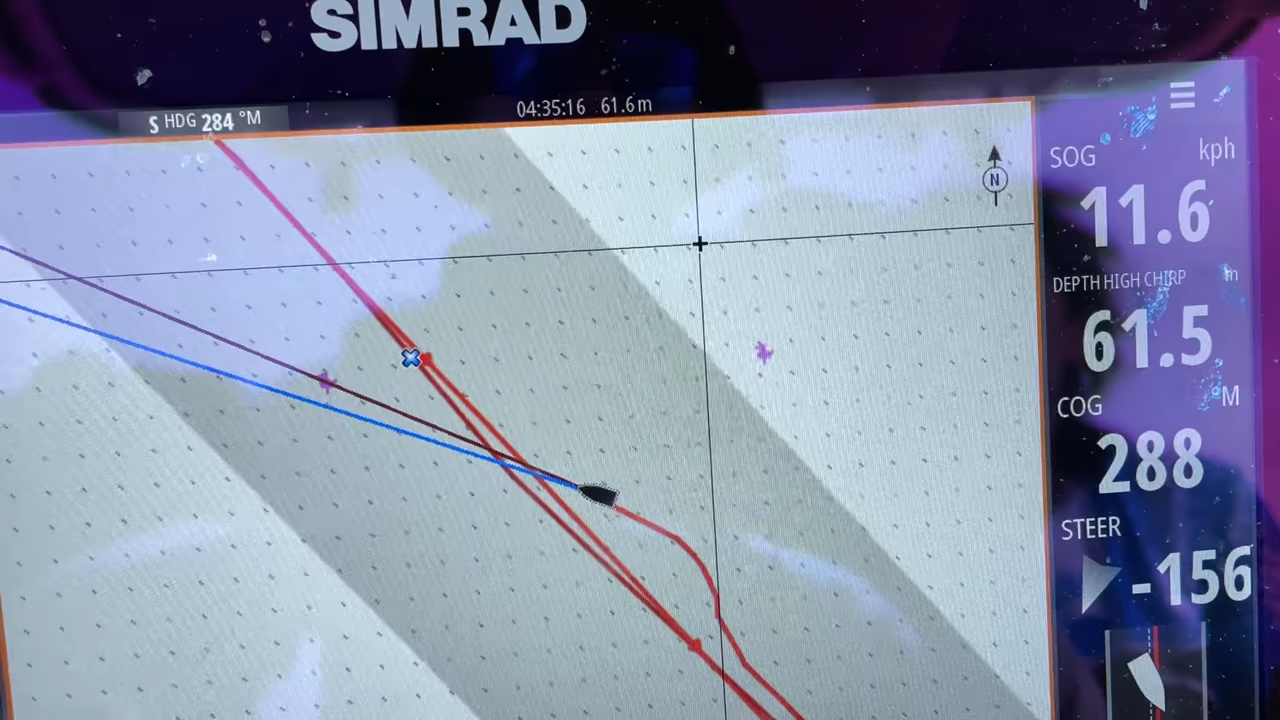 SIMRAD
04:35:16 61.6m
S HDG 284 °M
N
SOG kph
11.6
DEPTH HIGH CHIRP m
61.5
COG °M
288
STEER
-156